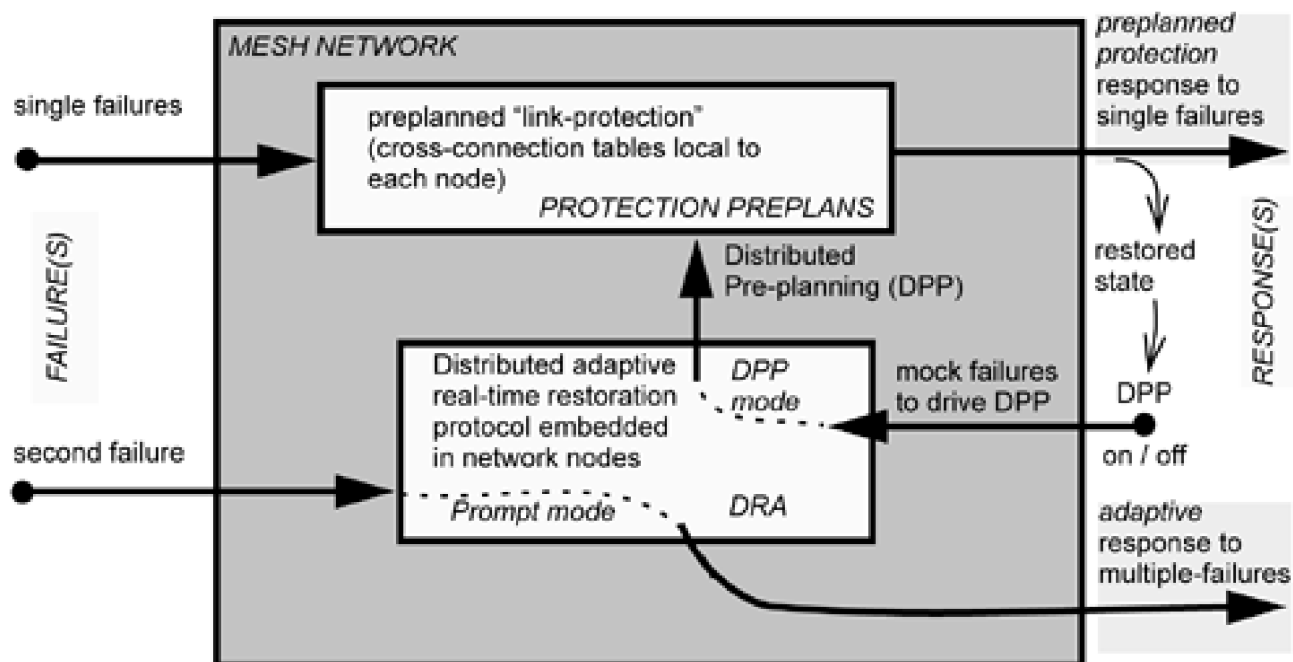 MESH NETWORK
preplanned
protection
response to
single failures
single failures
preplanned “link-protection”
(cross-connection tables local to
each node)
PROTECTION PREPLANS
FAILURE(S)
Distributed
Pre-planning (DPP)
restored
state
RESPONSE(S)
Distributed adaptive
real-time restoration
protocol embedded
in network nodes
DPP
mode
mock failures
to drive DPP
DPP
on / off
second failure
Prompt mode
DRA
adaptive
response to
multiple-failures